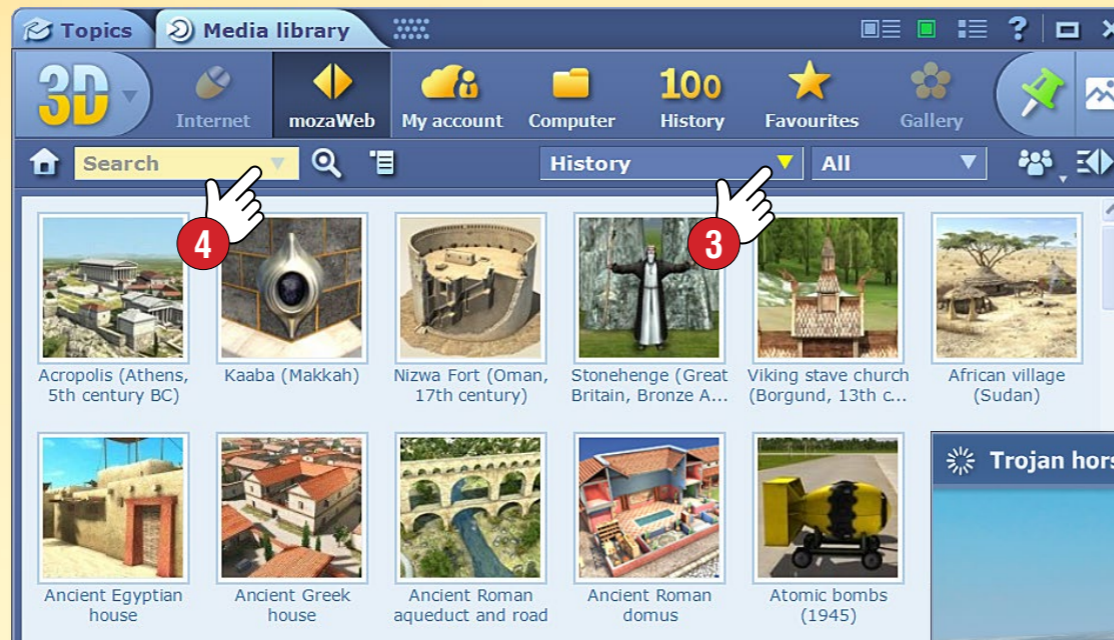 Topics Media library ?
3D Internet mozaWeb My account Computer 100 History Favourites Gallery
Search History All
4 3
Acropolis (Athens, Kaaba (Makkah) Nizwa Fort (Oman, Stonehenge (Great Viking stave church African village
5th century BC) 17th century) Britain, Bronze A... (Borgund, 13th c... (Sudan)
Trojan hors
Ancient Egyptian Ancient Greek Ancient Roman Ancient Roman Atomic bombs
house house aqueduct and road domus (1945)